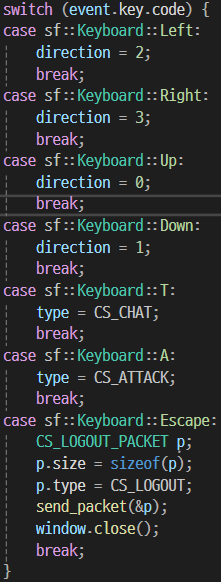 switch (event.key.code) {
case sf::Keyboard::Left:
direction = 2;
break;
case sf::Keyboard::Right:
direction = 3;
break;
case sf::Keyboard::Up:
direction = 0;
break;
case sf::Keyboard::Down:
direction = 1;
break;
case sf::Keyboard::T:
type = CS_CHAT;
break;
case sf::Keyboard::A:
type = CS_ATTACK;
break;
case sf::Keyboard::Escape:
CS_LOGOUT_PACKET p;
p.size = sizeof(p);
p.type = CS_LOGOUT;
send_packet(&p);
window.close();
break;
}